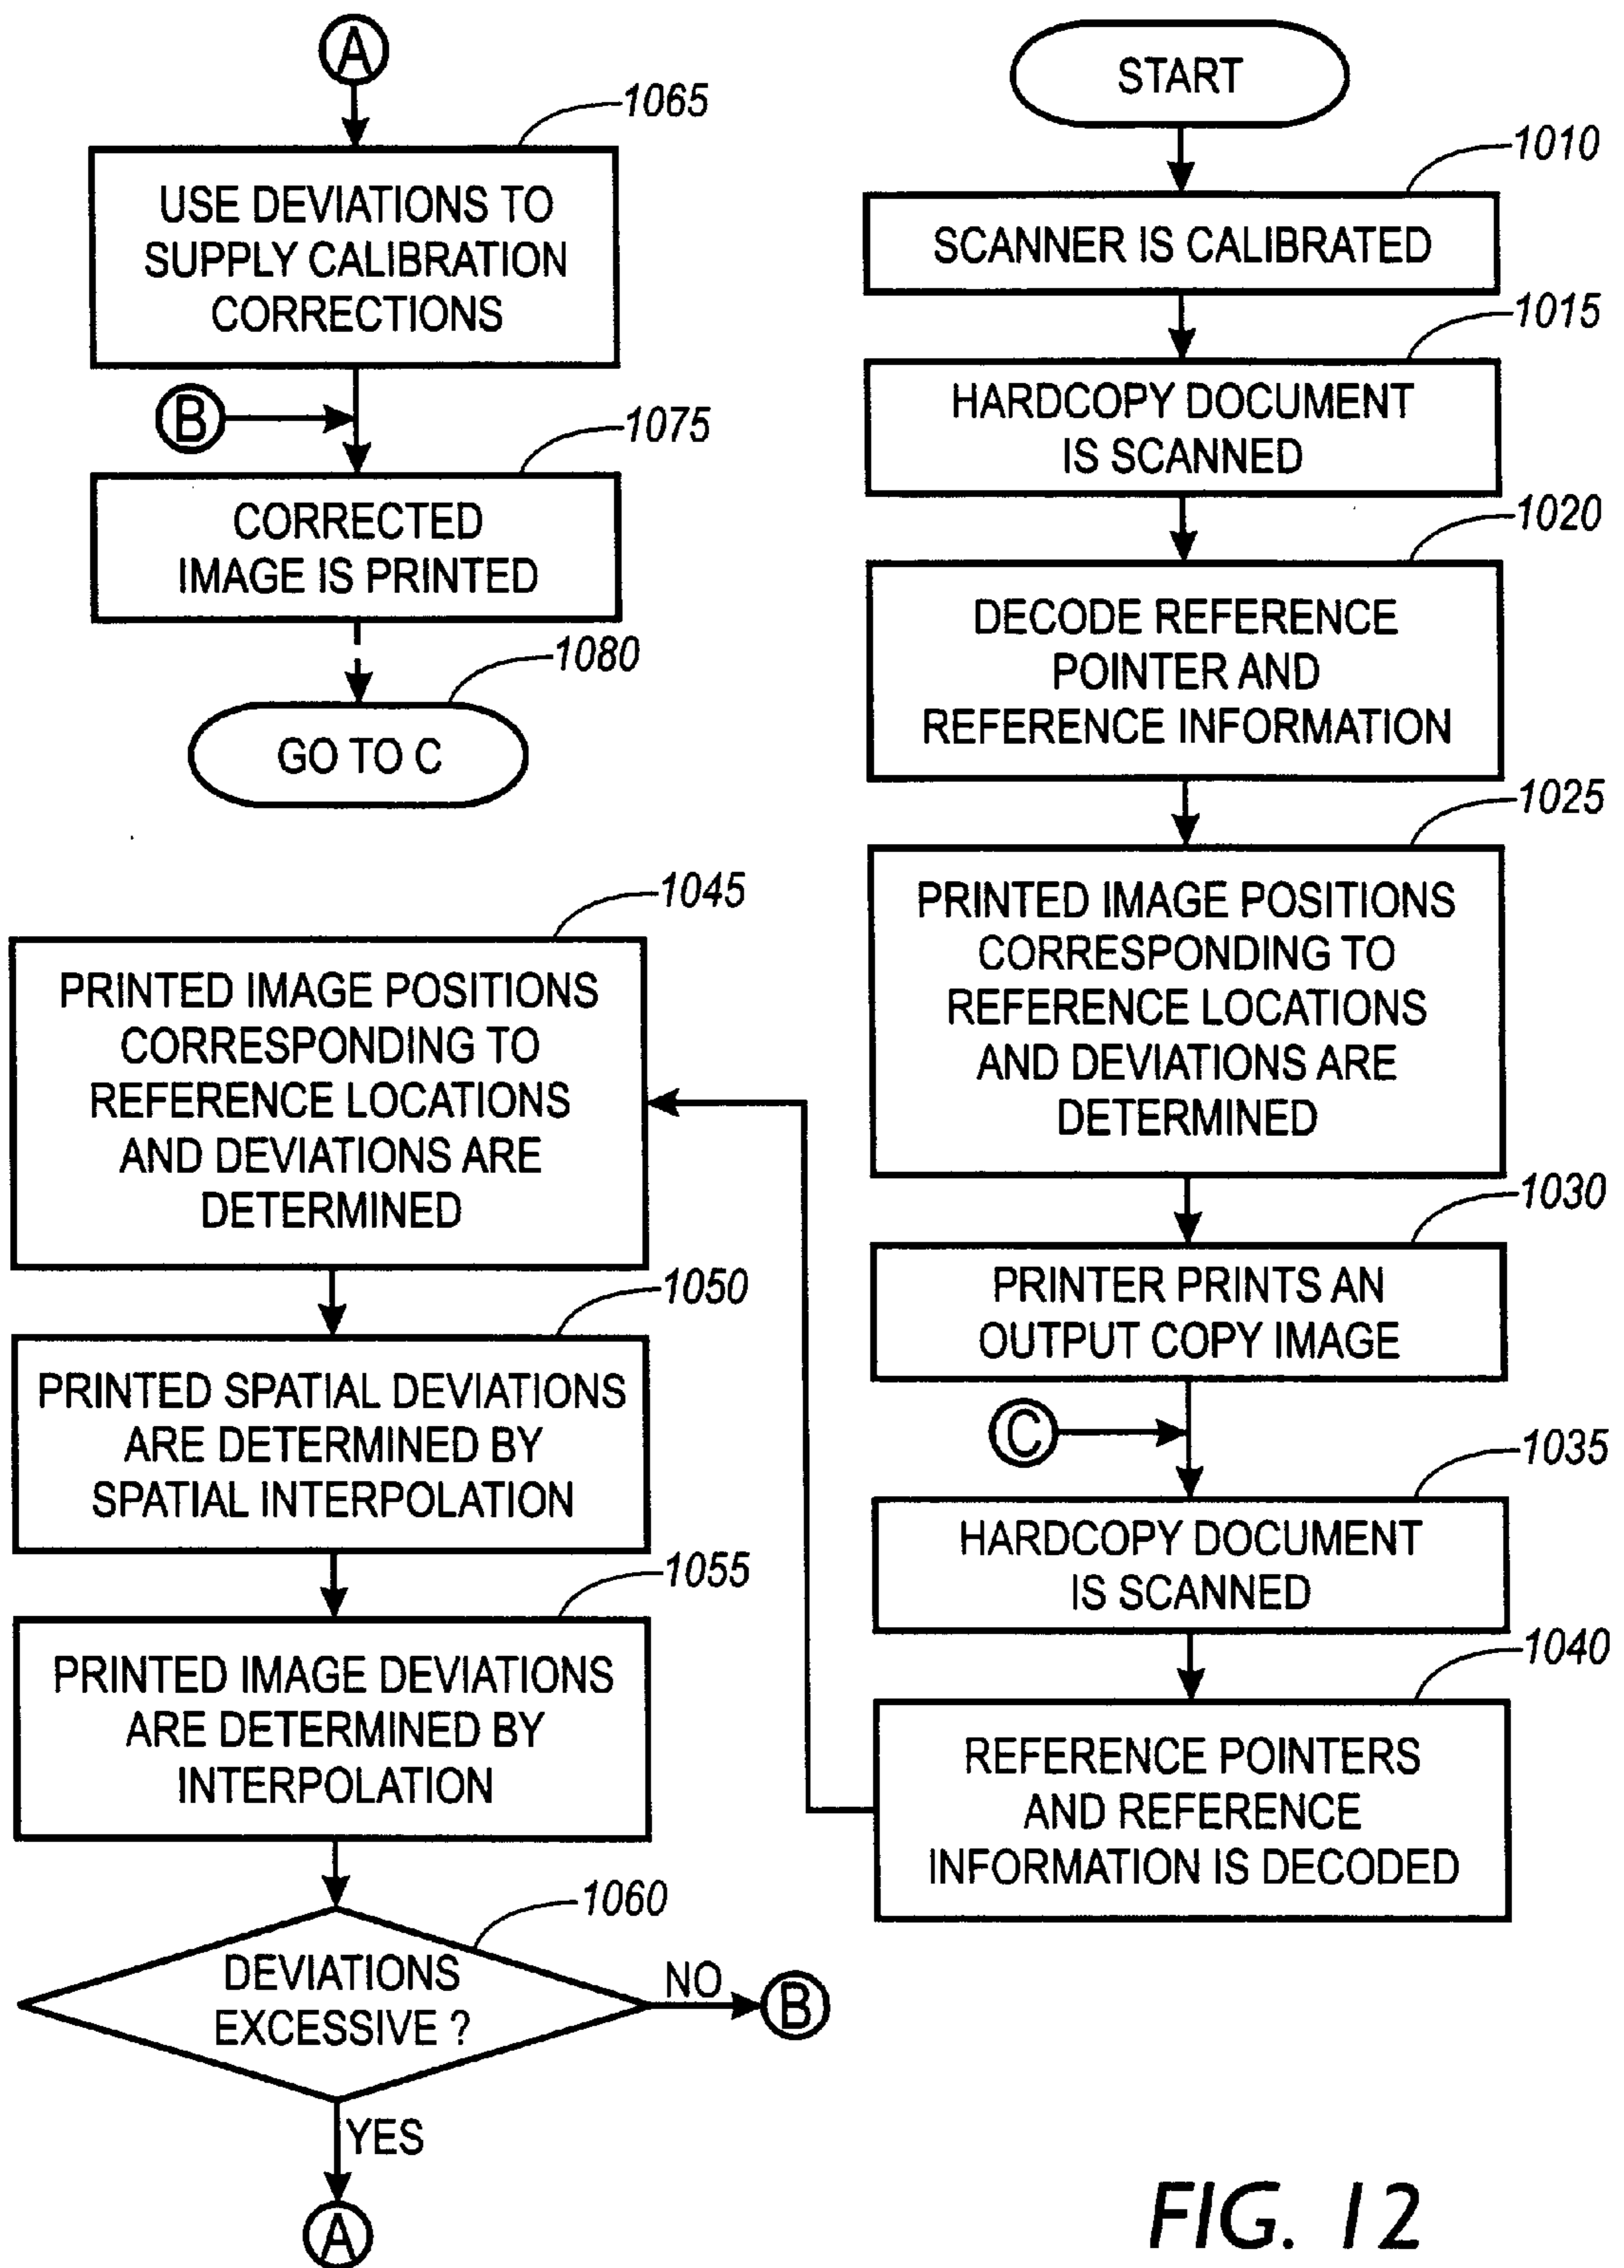 A
1065
USE DEVIATIONS TO
SUPPLY CALIBRATION
CORRECTIONS
B
1075
CORRECTED
IMAGE IS PRINTED
1080
GO TO C
START
1010
SCANNER IS CALIBRATED
1015
HARDCOPY DOCUMENT
IS SCANNED
1020
DECODE REFERENCE
POINTER AND
REFERENCE INFORMATION
1025
PRINTED IMAGE POSITIONS
CORRESPONDING TO
REFERENCE LOCATIONS
AND DEVIATIONS ARE
DETERMINED
1030
PRINTER PRINTS AN
OUTPUT COPY IMAGE
C
1035
HARDCOPY DOCUMENT
IS SCANNED
1040
REFERENCE POINTERS
AND REFERENCE
INFORMATION IS DECODED
1045
PRINTED IMAGE POSITIONS
CORRESPONDING TO
REFERENCE LOCATIONS
AND DEVIATIONS ARE
DETERMINED
1050
PRINTED SPATIAL DEVIATIONS
ARE DETERMINED BY
SPATIAL INTERPOLATION
1055
PRINTED IMAGE DEVIATIONS
ARE DETERMINED BY
INTERPOLATION
1060
DEVIATIONS
EXCESSIVE ?
NO
B
YES
A
FIG. 12